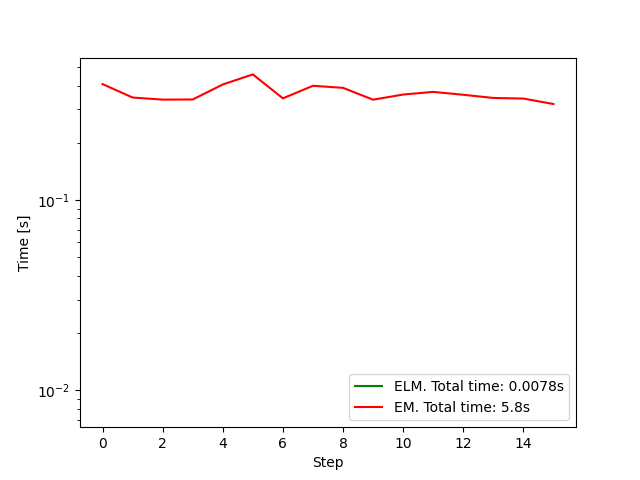 10⁻¹
10⁻²
Time [s]
ELM. Total time: 0.0078s
EM. Total time: 5.8s
0 2 4 6 8 10 12 14
Step